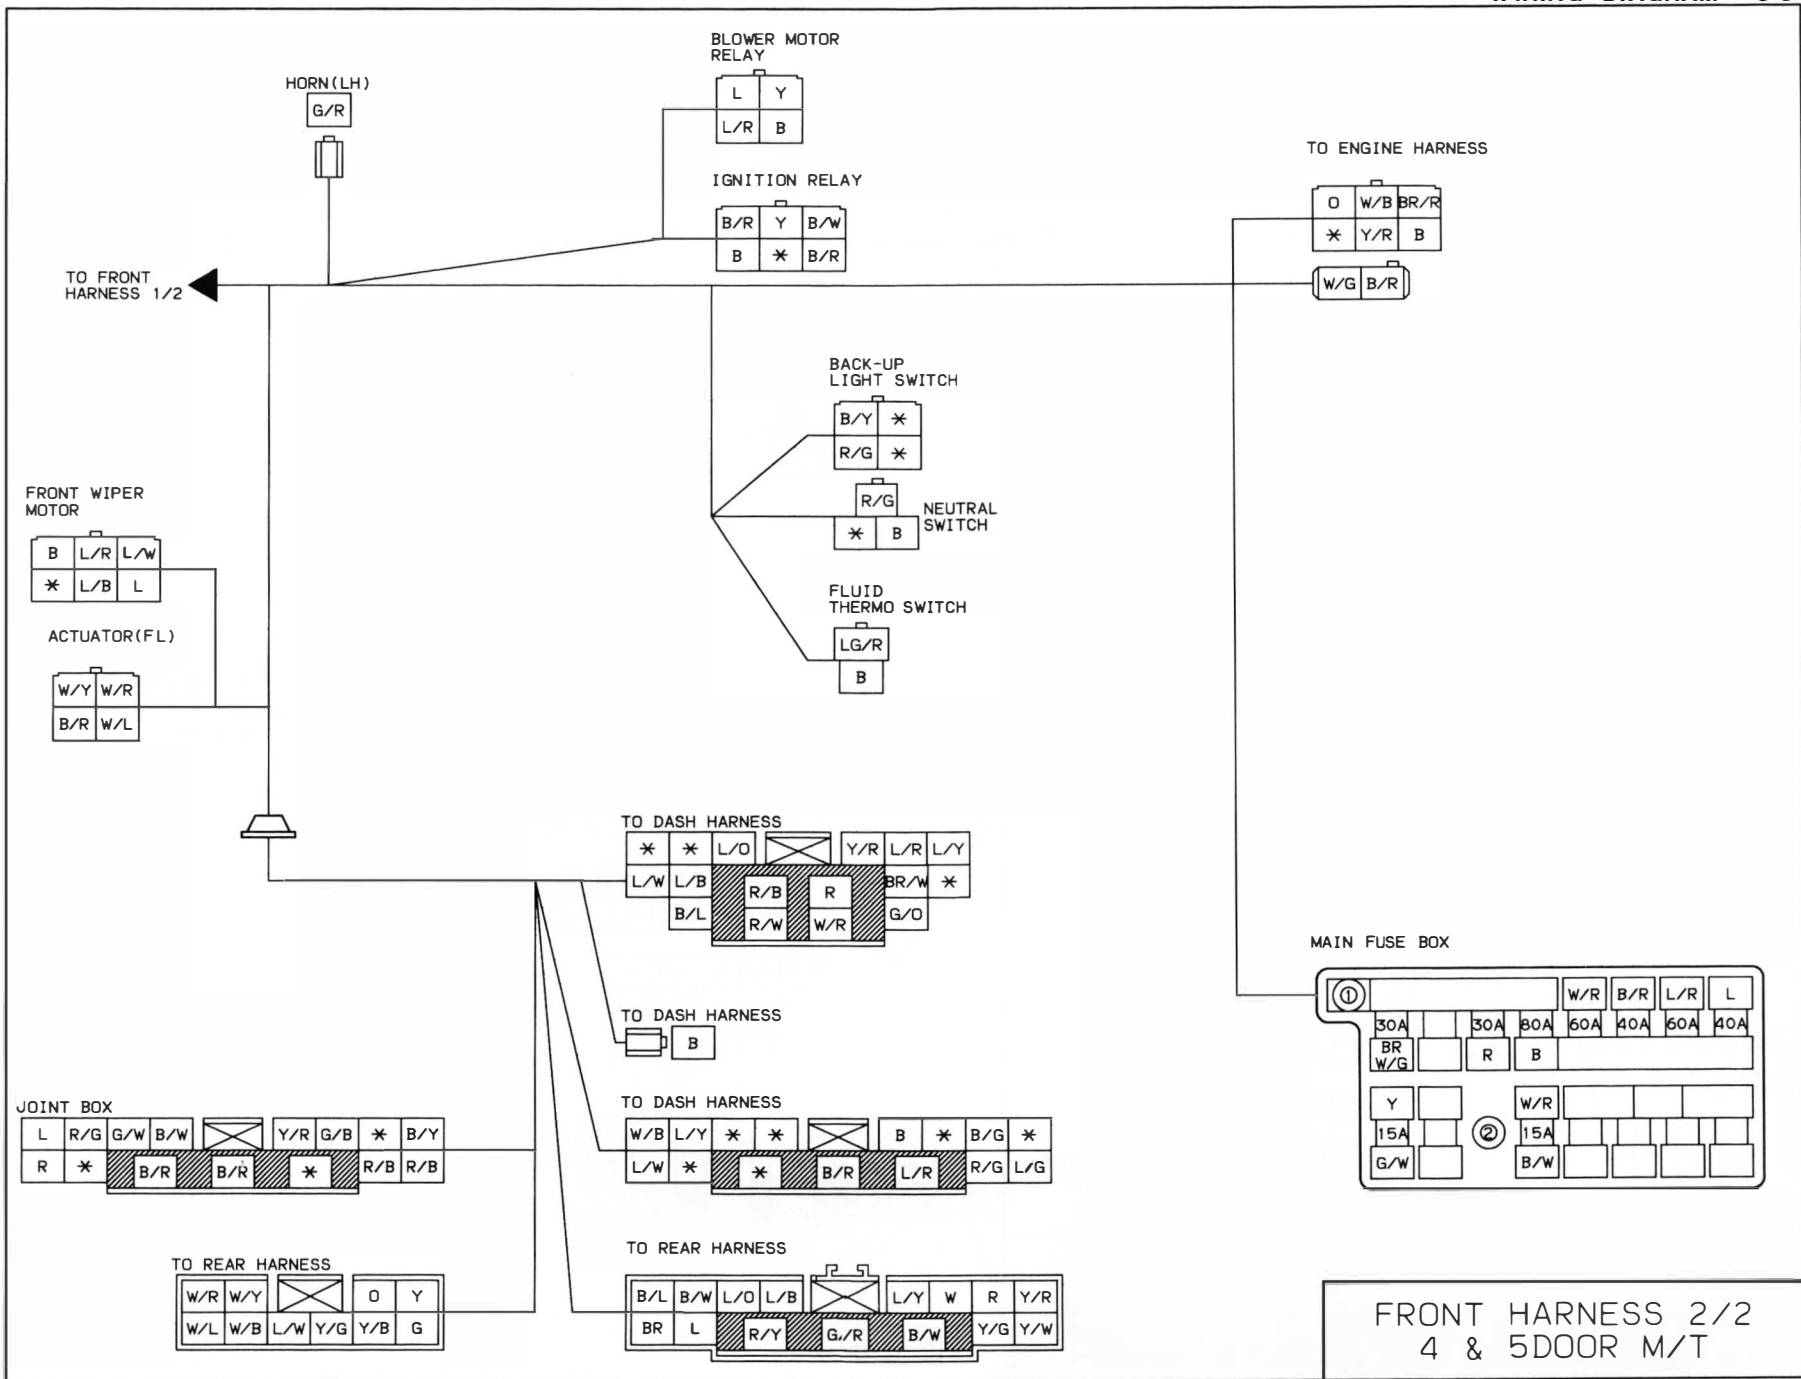 BLOWER MOTOR
RELAY
L Y
L/R B
HORN(LH)
G/R
IGNITION RELAY
B/R Y B/W
B * B/R
TO ENGINE HARNESS
O W/B BR/R
* Y/R B
W/G B/R
TO FRONT
HARNESS 1/2
BACK-UP
LIGHT SWITCH
B/Y *
R/G *
NEUTRAL
SWITCH
R/G
* B
FLUID
THERMO SWITCH
LG/R
B
FRONT WIPER
MOTOR
B L/R L/W
* L/B L
ACTUATOR(FL)
W/Y W/R
B/R W/L
TO DASH HARNESS
* * L/O Y/R L/R L/Y
L/W L/B R/B R BR/W *
B/L R/W W/R G/O
TO DASH HARNESS
B
TO DASH HARNESS
W/B L/Y * * B * B/G *
L/W * * B/R L/R R/G L/G
JOINT BOX
L R/G G/W B/W Y/R G/B * B/Y
R * B/R B/R * R/B R/B
TO REAR HARNESS
W/R W/Y O Y
W/L W/B L/W Y/G Y/B G
TO REAR HARNESS
B/L B/W L/O L/B L/Y W R Y/R
BR L R/Y G/R B/W Y/G Y/W
MAIN FUSE BOX
① W/R B/R L/R L
30A 30A 80A 60A 40A 60A 40A
BR R B
W/G
Y W/R
15A ② 15A
G/W B/W
FRONT HARNESS 2/2
4 & 5DOOR M/T